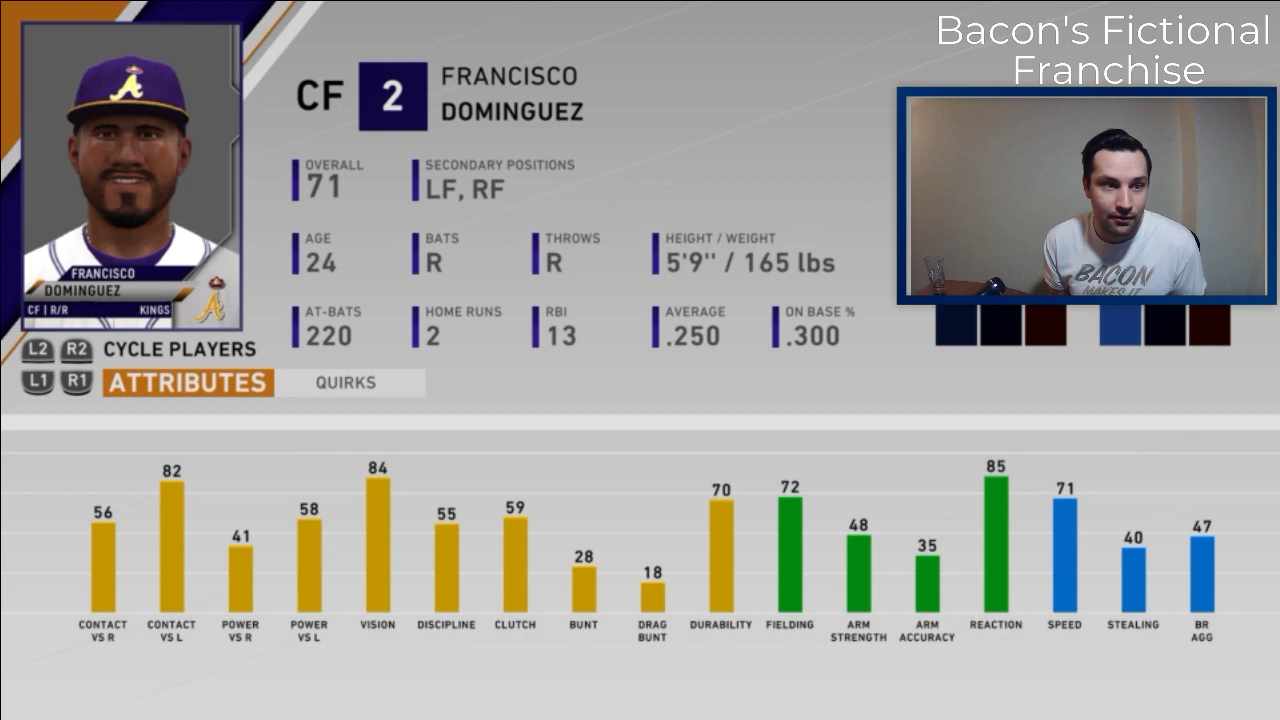 Bacon's Fictional
Franchise
CF 2 FRANCISCO
DOMINGUEZ
OVERALL
71
SECONDARY POSITIONS
LF, RF
AGE
24
BATS
R
THROWS
R
HEIGHT / WEIGHT
5'9" / 165 lbs
AT-BATS
220
HOME RUNS
2
RBI
13
AVERAGE
.250
ON BASE %
.300
A
FRANCISCO
DOMINGUEZ
CF | R/R KINGS
A
BACON
MAKES IT
L2 R2 CYCLE PLAYERS
L1 R1 ATTRIBUTES QUIRKS
56 82 41 58 84 55 59 28 18 70 72 48 35 85 71 40 47
CONTACT
VS R
CONTACT
VS L
POWER
VS R
POWER
VS L
VISION
DISCIPLINE
CLUTCH
BUNT
DRAG
BUNT
DURABILITY
FIELDING
ARM
STRENGTH
ARM
ACCURACY
REACTION
SPEED
STEALING
BR
AGG